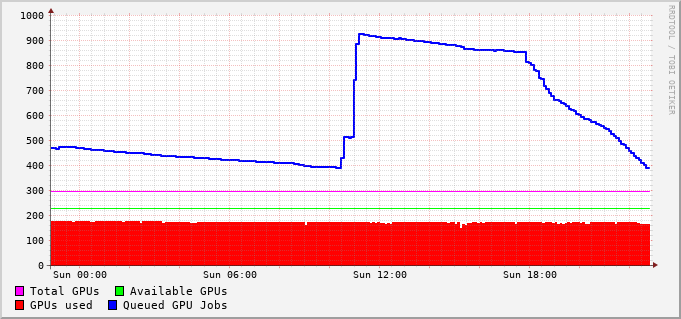 1000
900
800
700
600
500
400
300
200
100
0
Sun 00:00 Sun 06:00 Sun 12:00 Sun 18:00
Total GPUs Available GPUs
GPUs used Queued GPU Jobs
RRDTOOL / TOBI OETIKER